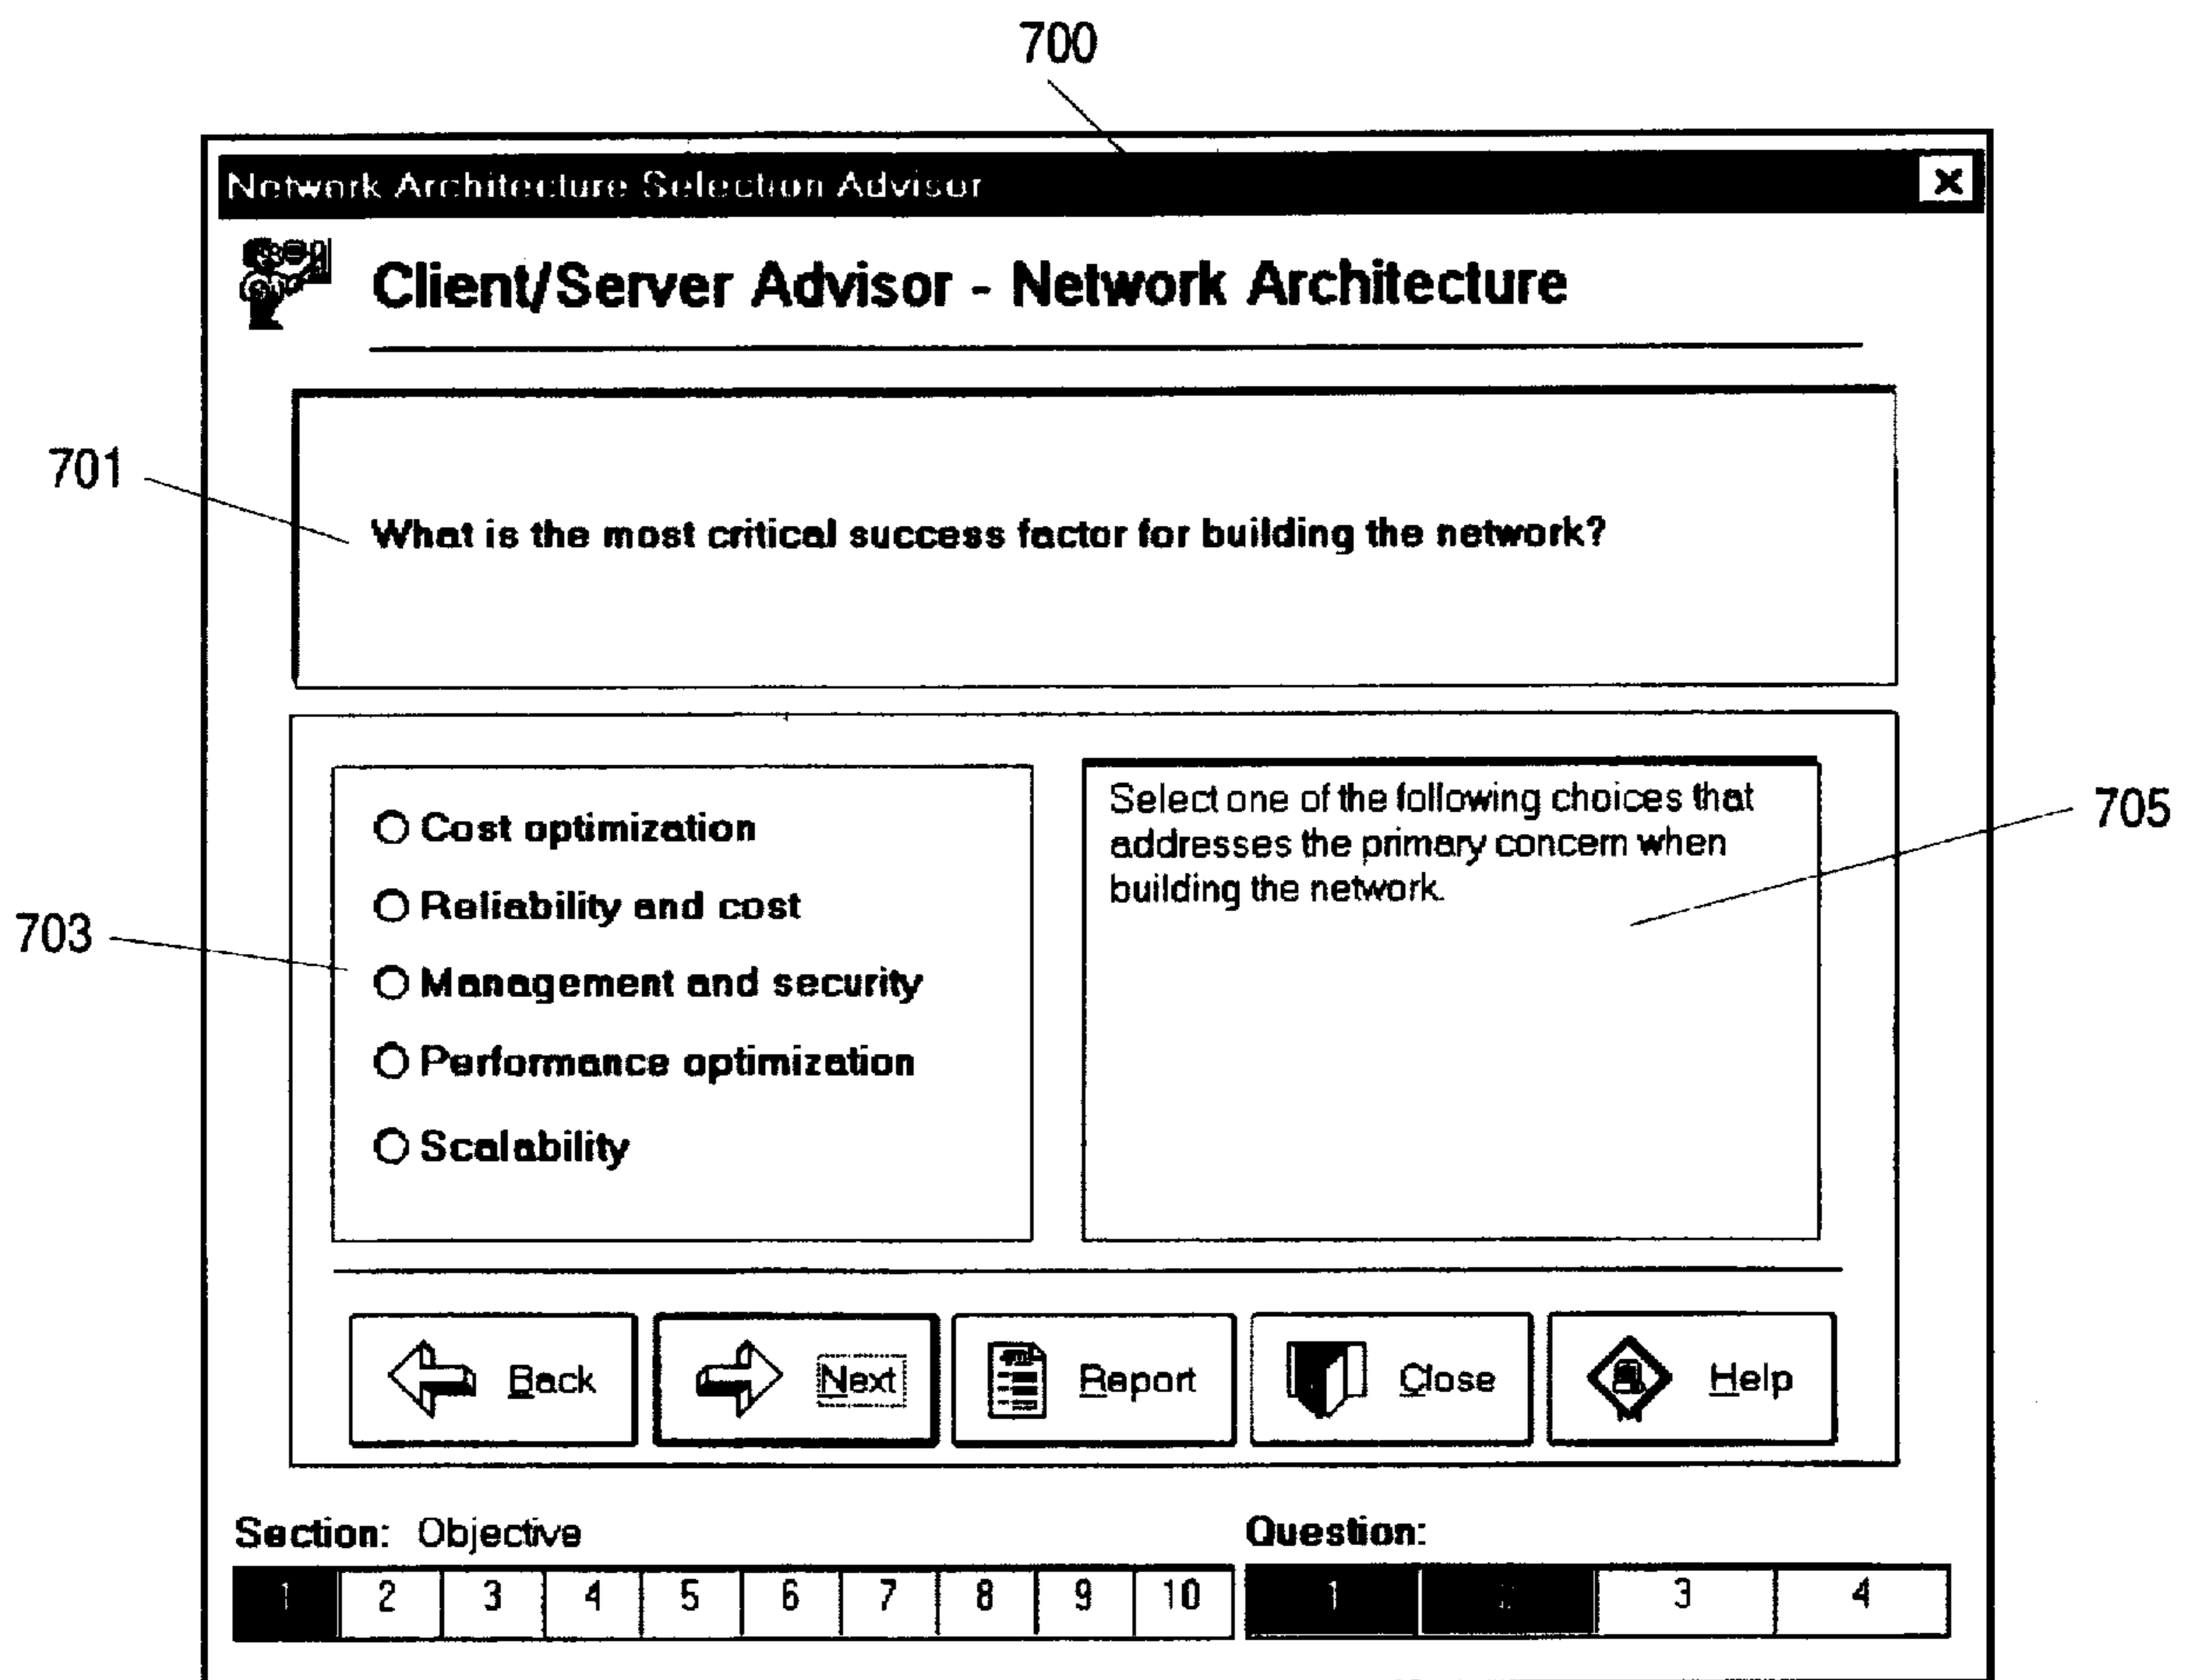 700
Network Architecture Selection Advisor
Client/Server Advisor - Network Architecture
701
What is the most critical success factor for building the network?
703
Cost optimization
Reliability and cost
Management and security
Performance optimization
Scalability
Select one of the following choices that
addresses the primary concern when
building the network.
705
Back
Next
Report
Close
Help
Section: Objective
1 2 3 4 5 6 7 8 9 10
Question:
1 3 4